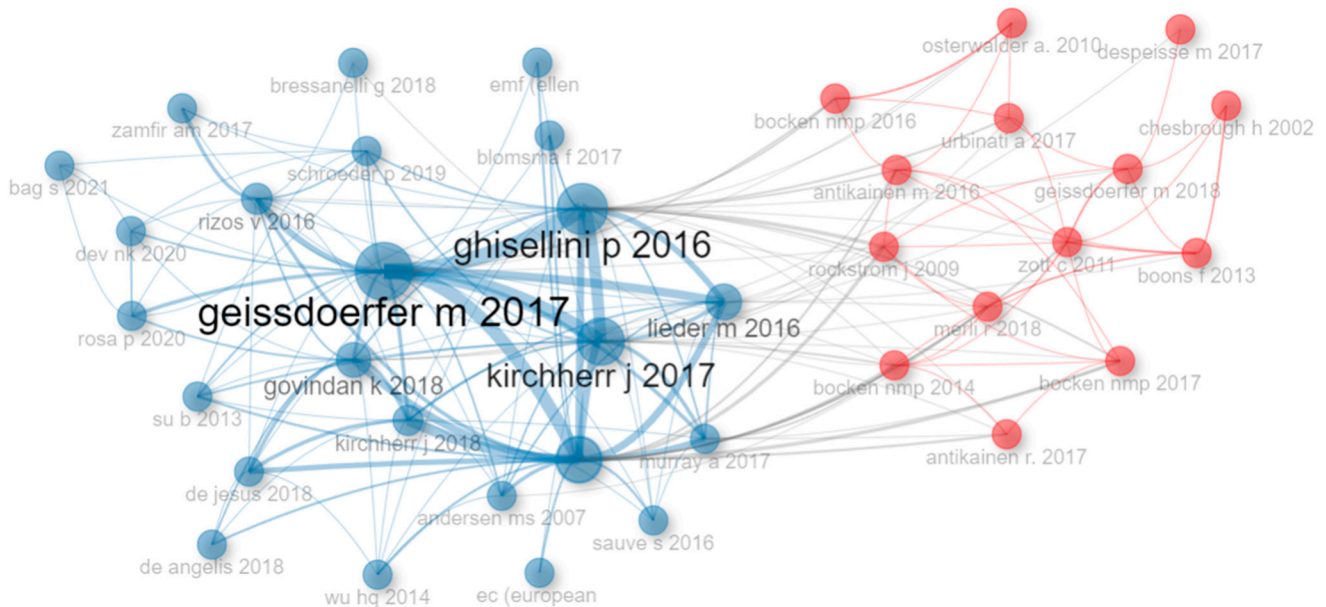 osterwalder a. 2010
despeisse m 2017
bressanelli g 2018
emf (ellen
bocken nmp 2016
chesbrough h 2002
zamfir am 2017
urbinati a 2017
blomsma f 2017
schroeder p 2019
bag s 2021
antikainen m 2016
geissdoerfer m 2018
rizos v 2016
dev nk 2020
ghisellini p 2016
rockstrom j 2009
zott c 2011
boons f 2013
geissdoerfer m 2017
lieder m 2016
merli r 2018
rosa p 2020
kirchherr j 2017
govindan k 2018
bocken nmp 2014
bocken nmp 2017
su b 2013
kirchherr j 2018
murray a 2017
antikainen r. 2017
de jesus 2018
andersen ms 2007
sauve s 2016
de angelis 2018
wu hq 2014
ec (european